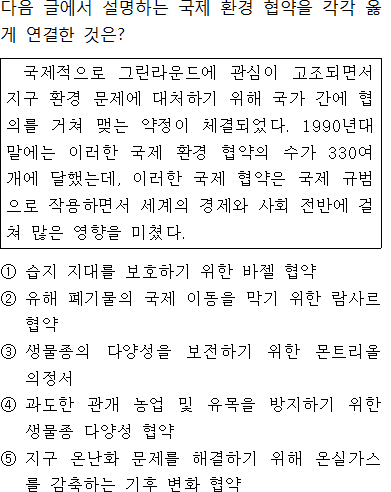 다음 글에서 설명하는 국제 환경 협약을 각각 옳
게 연결한 것은?
국제적으로 그린라운드에 관심이 고조되면서
지구 환경 문제에 대처하기 위해 국가 간에 협
의를 거쳐 맺는 약정이 체결되었다. 1990년대
말에는 이러한 국제 환경 협약의 수가 330여
개에 달했는데, 이러한 국제 협약은 국제 규범
으로 작용하면서 세계의 경제와 사회 전반에 걸
쳐 많은 영향을 미쳤다.
① 습지 지대를 보호하기 위한 바젤 협약
② 유해 폐기물의 국제 이동을 막기 위한 람사르
협약
③ 생물종의 다양성을 보전하기 위한 몬트리올
의정서
④ 과도한 관개 농업 및 유목을 방지하기 위한
생물종 다양성 협약
⑤ 지구 온난화 문제를 해결하기 위해 온실가스
를 감축하는 기후 변화 협약